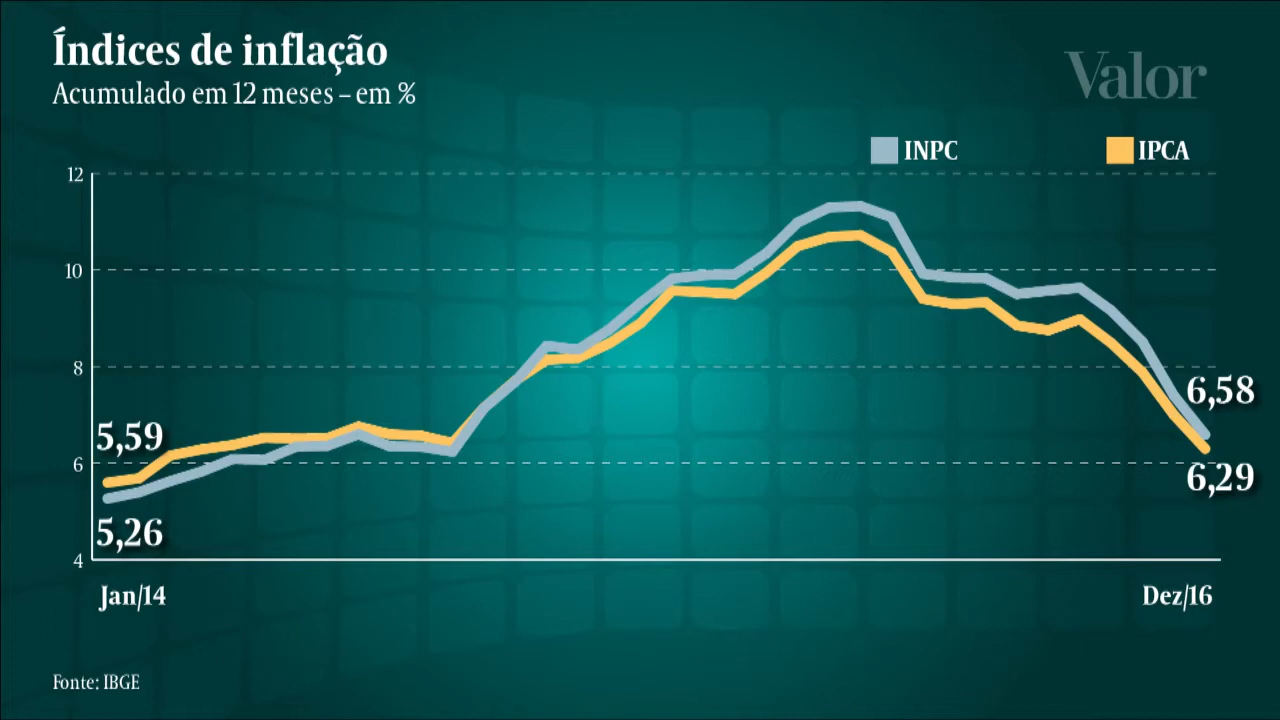 Índices de inflação
Acumulado em 12 meses – em %
Valor
INPC
IPCA
12
10
8
6
4
5,59
5,26
6,58
6,29
Jan/14
Dez/16
Fonte: IBGE